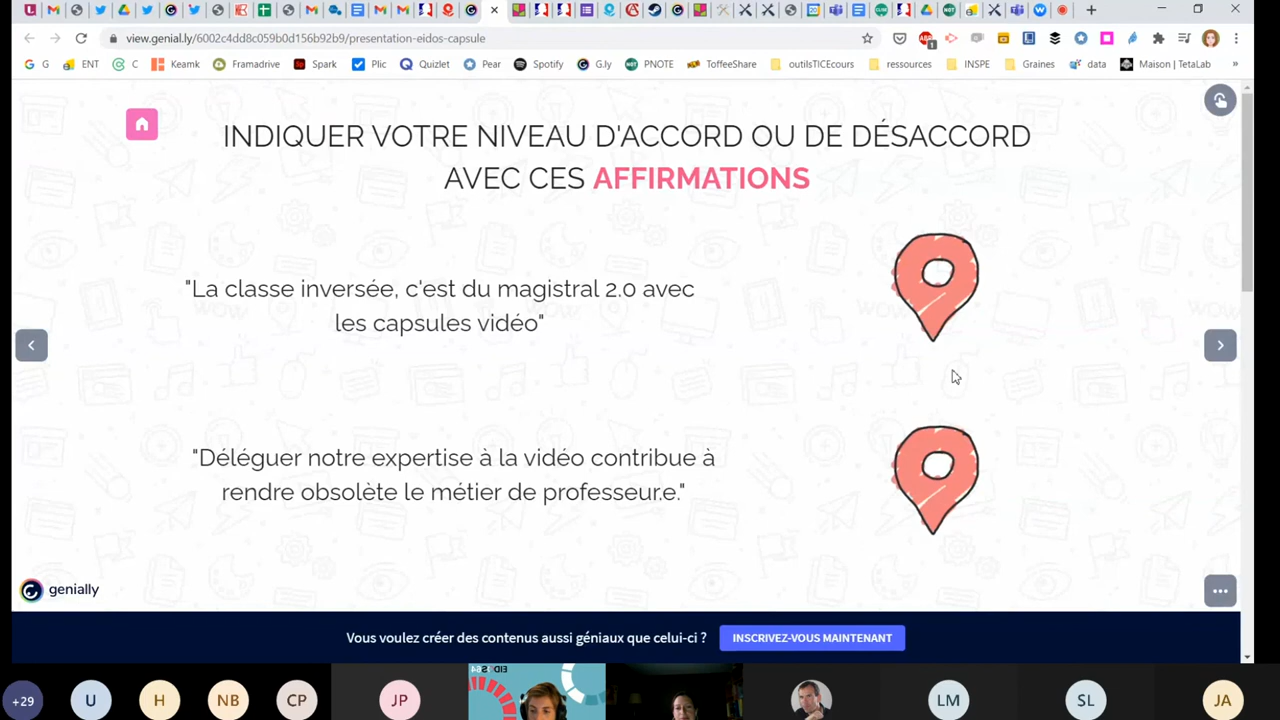 view.genial.ly/6002c4dd8c059b0d156b92b9/presentation-eidos-capsule
G ENT C Keamk Framadrive Spark Plic Quizlet Pear Spotify G.ly PNOTE ToffeeShare outilsTICEcours ressources INSPE Graines data Maison | TetaLab »
INDIQUER VOTRE NIVEAU D'ACCORD OU DE DÉSACCORD
AVEC CES AFFIRMATIONS
"La classe inversée, c'est du magistral 2.0 avec
les capsules vidéo"
"Déléguer notre expertise à la vidéo contribue à
rendre obsolète le métier de professeur.e."
genially
Vous voulez créer des contenus aussi géniaux que celui-ci ? INSCRIVEZ-VOUS MAINTENANT
+29 U H NB CP JP LM SL JA